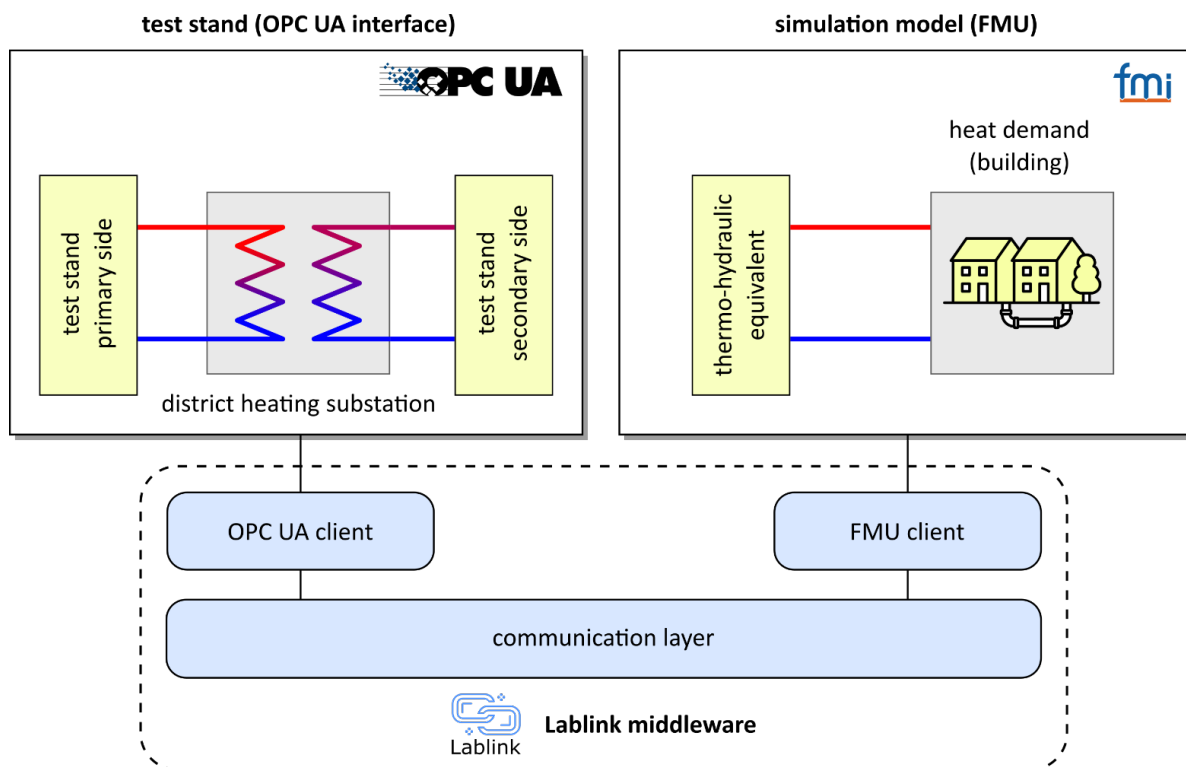 test stand (OPC UA interface)
simulation model (FMU)
OPC UA
fmi
heat demand
(building)
test stand
primary side
test stand
secondary side
thermo-hydraulic
equivalent
district heating substation
OPC UA client
FMU client
communication layer
Lablink
Lablink middleware